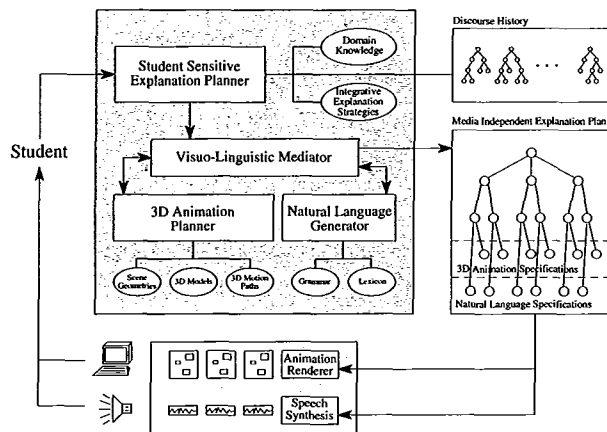 Discourse History
Domain
Knowledge
Student Sensitive
Explanation Planner
Integrative
Explanation
Strategies
Media Independent Explanation Plan
Student
Visuo-Linguistic Mediator
3D Animation
Planner
Natural Language
Generator
Scene
Geometries
3D Models
3D Motion
Paths
Grammar
Lexicon
3D Animation Specifications
Natural Language Specifications
Animation
Renderer
Speech
Synthesis